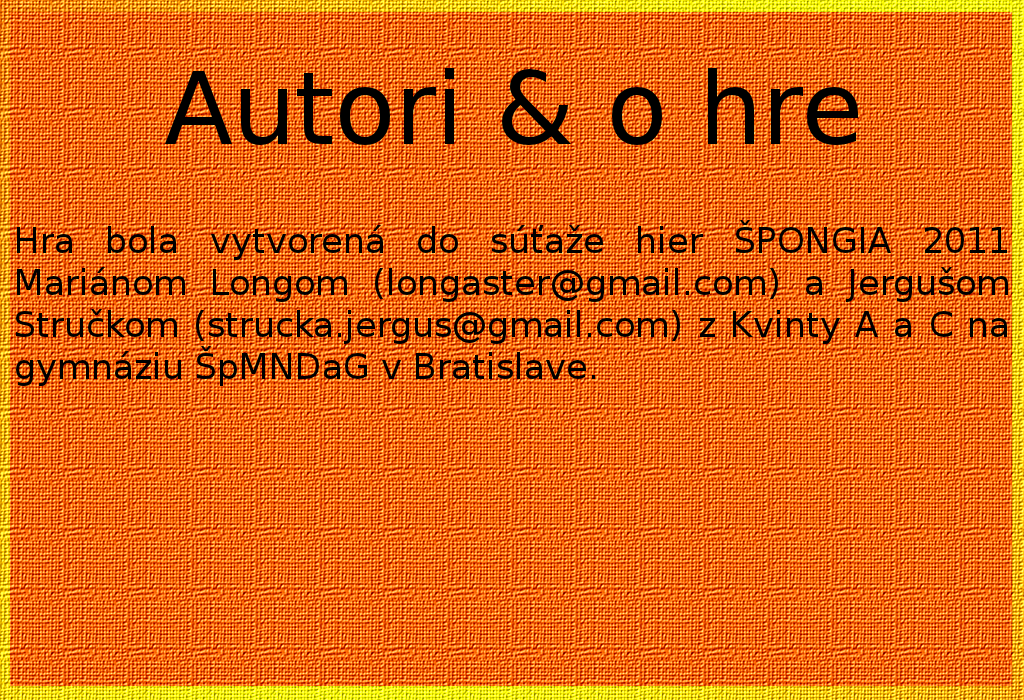 Autori & o hre
Hra bola vytvorená do súťaže hier ŠPONGIA 2011
Mariánom Longom (longaster@gmail.com) a Jergušom
Stručkom (strucka.jergus@gmail.com) z Kvinty A a C na
gymnáziu ŠpMNDaG v Bratislave.